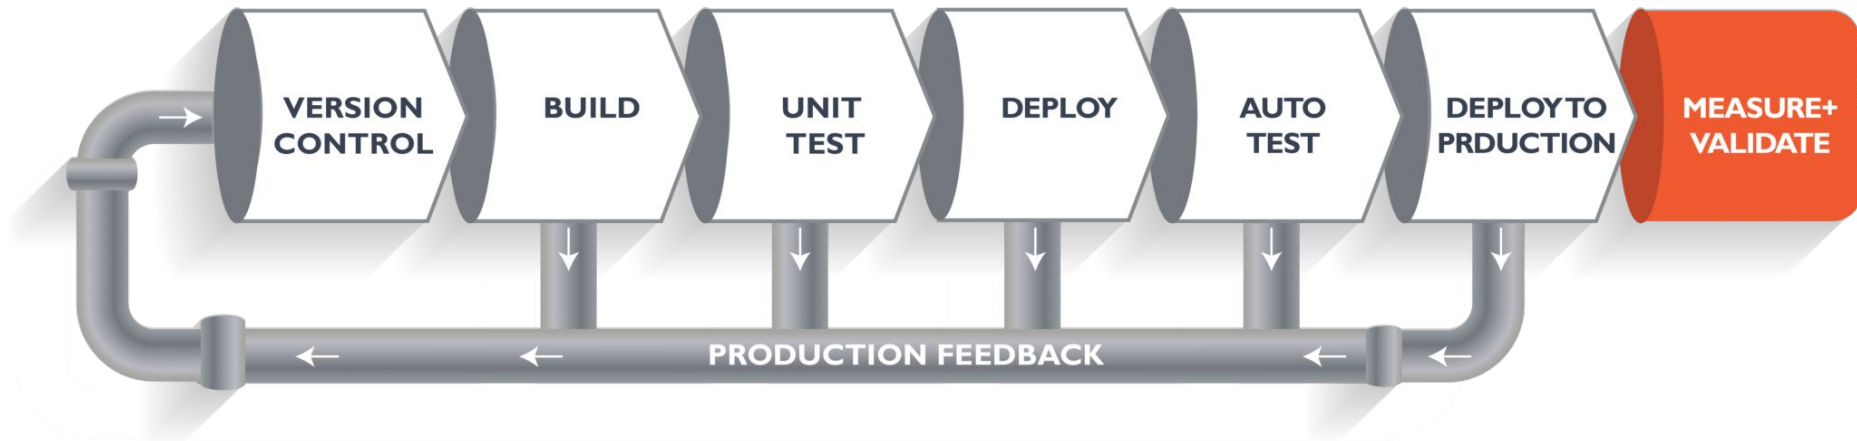 VERSION
CONTROL
BUILD
UNIT
TEST
DEPLOY
AUTO
TEST
DEPLOY TO
PRDUCTION
MEASURE+
VALIDATE
PRODUCTION FEEDBACK